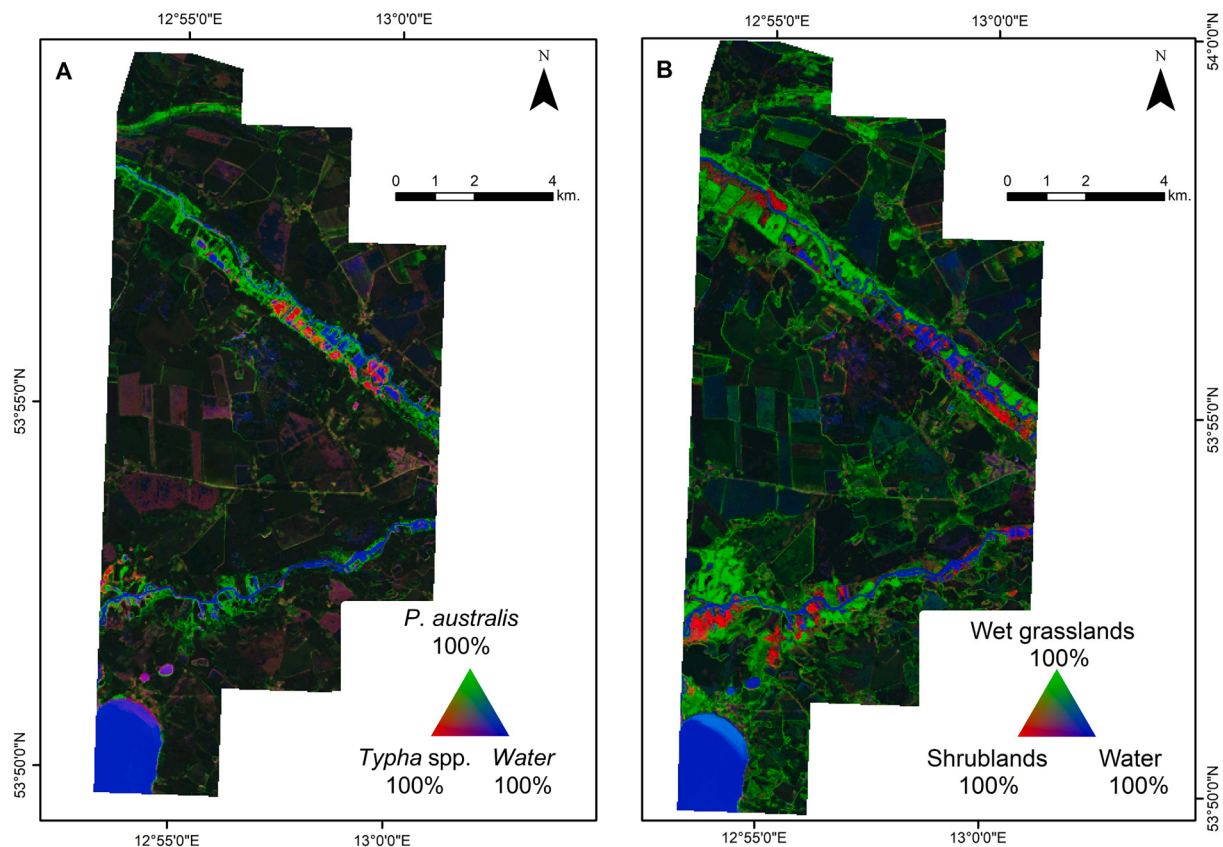 12°55'0"E 13°0'0"E
A
N
0 1 2 4
km.
53°55'0"N
53°50'0"N
P. australis
100%
Typha spp. Water
100% 100%
12°55'0"E 13°0'0"E
12°55'0"E 13°0'0"E
B
N
0 1 2 4
km.
54°0'0"N
53°55'0"N
53°50'0"N
Wet grasslands
100%
Shrublands Water
100% 100%
12°55'0"E 13°0'0"E